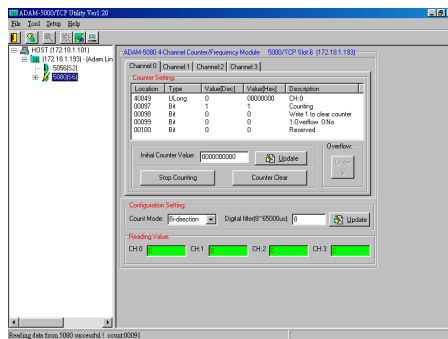 ADAM-5000/TCP Utility Ver1.20
File Tool Setup Help
HOST (172.18.1.101)
(172.18.1.193) - (Adam.Lin
5056(S2)
5080(S6)
ADAM-5080 4-Channel Counter/Frequency Module 5000/TCP Slot:6 (172.18.1.193)
Channel:0 Channel:1 Channel:2 Channel:3
Counter Setting:
Location Type Value(Dec) Value(Hex) Description
40049 ULong 0 00000000 CH:0
00097 Bit 1 1 Counting
00098 Bit 0 0 Write 1 to clear counter
00099 Bit 0 0 1:Overflow 0:No
00100 Bit 0 0 Reserved
Initial Counter Value: 0000000000 Update
Overflow:
Under
V
Stop Counting Counter Clear
Configuration Setting:
Count Mode: Bi-direction Digital filter(8~65000us): 8 Update
Reading Value:
CH:0 0 CH:1 0 CH:2 0 CH:3 0
Reading data from 5080 successful ! count:00091